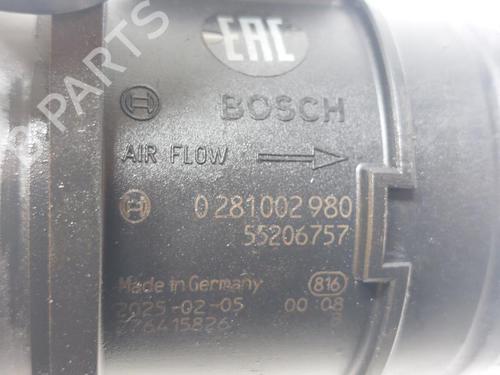 PARTS
EAC
BOSCH
AIR FLOW
0 281 002 980
55206757
Made in Germany 816
2025-02-05 00 08